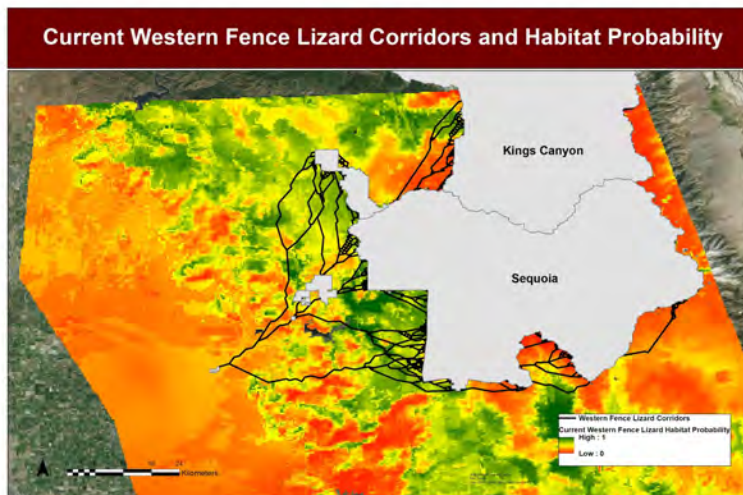 Current Western Fence Lizard Corridors and Habitat Probability
Kings Canyon
Sequoia
Western Fence Lizard Corridors
Current Western Fence Lizard Habitat Probability
High : 1
Low : 0
Kilometers